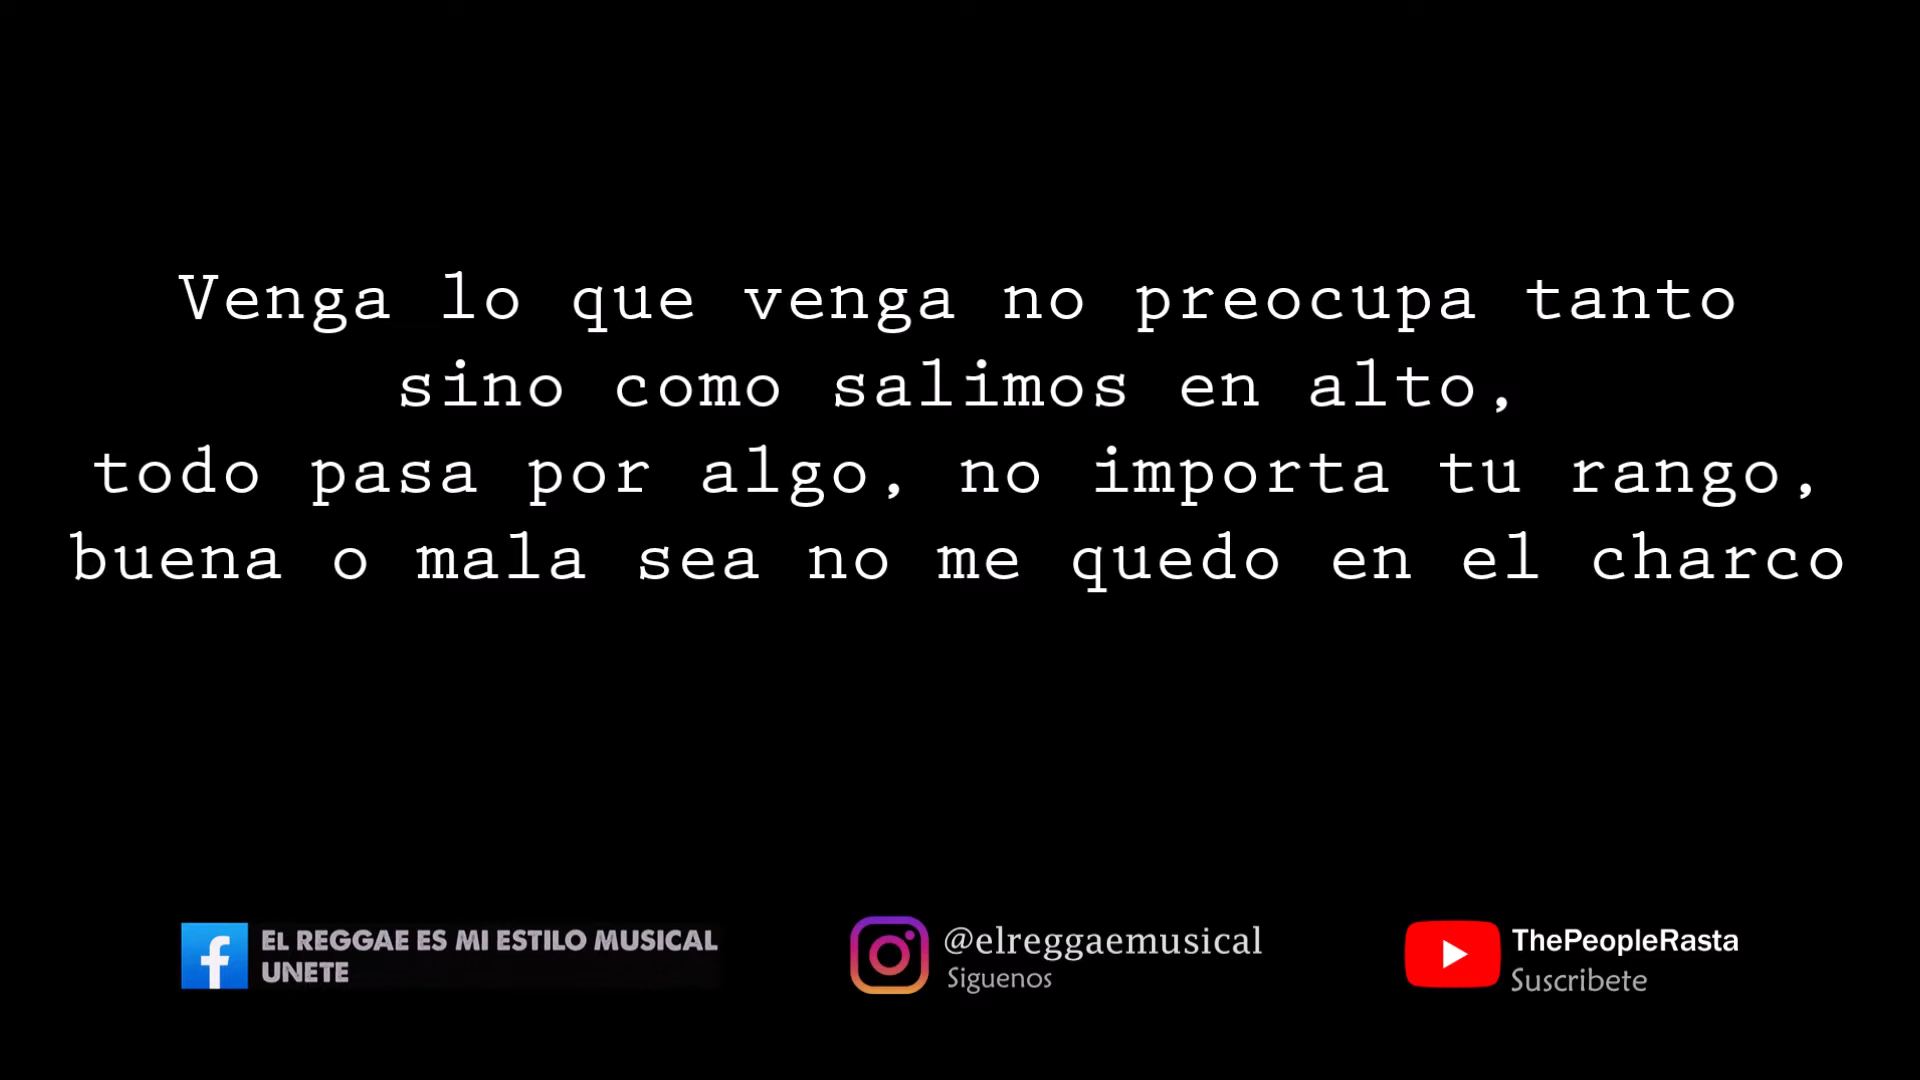 Venga lo que venga no preocupa tanto
sino como salimos en alto,
todo pasa por algo, no importa tu rango,
buena o mala sea no me quedo en el charco
EL REGGAE ES MI ESTILO MUSICAL
UNETE
@elreggaemusical
Siguenos
ThePeopleRasta
Suscribete